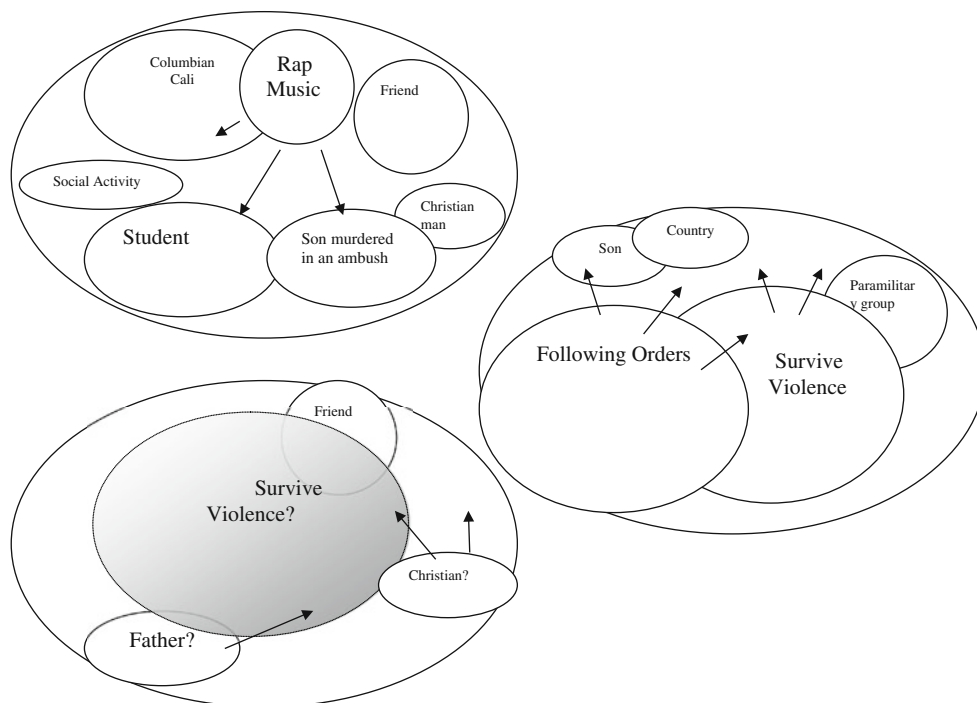 Columbian
Cali
Rap
Music
Friend
Social Activity
Student
Son murdered
in an ambush
Christian
man
Son
Country
Paramilitar
y group
Following Orders
Survive
Violence
Friend
Survive
Violence?
Christian?
Father?